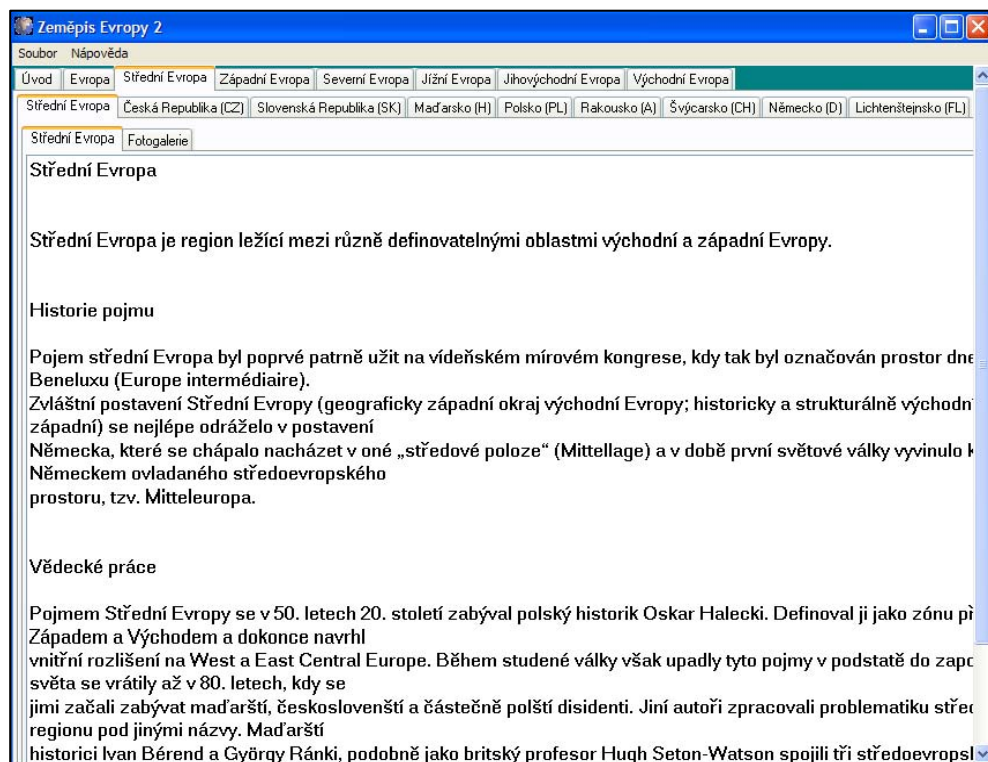 Zeměpis Evropy 2
Soubor Nápověda
Úvod Evropa Střední Evropa Západní Evropa Severní Evropa Jížní Evropa Jihovýchodní Evropa Východní Evropa
Střední Evropa Česká Republika (CZ) Slovenská Republika (SK) Maďarsko (H) Polsko (PL) Rakousko (A) Švýcarsko (CH) Německo (D) Lichtenštejnsko (FL)
Střední Evropa Fotogalerie
Střední Evropa
Střední Evropa je region ležící mezi různě definovatelnými oblastmi východní a západní Evropy.
Historie pojmu
Pojem střední Evropa byl poprvé patrně užit na vídeňském mírovém kongrese, kdy tak byl označován prostor dne
Beneluxu (Europe intermédiaire).
Zvláštní postavení Střední Evropy (geograficky západní okraj východní Evropy; historicky a strukturálně východn
západní) se nejlépe odráželo v postavení
Německa, které se chápalo nacházet v oné „středové poloze“ (Mittellage) a v době první světové války vyvinulo k
Německem ovladaného středoevropského
prostoru, tzv. Mitteleuropa.
Vědecké práce
Pojmem Střední Evropy se v 50. letech 20. století zabýval polský historik Oskar Halecki. Definoval ji jako zónu př
Západem a Východem a dokonce navrhl
vnitřní rozlišení na West a East Central Europe. Během studené války však upadly tyto pojmy v podstatě do zapo
světa se vrátily až v 80. letech, kdy se
jimi začali zabývat maďarští, českoslovenští a částečně polští disidenti. Jiní autoři zpracovali problematiku střed
regionu pod jinými názvy. Maďarští
historici Ivan Bérend a György Ránki, podobně jako britský profesor Hugh Seton-Watson spojili tři středoevropsk